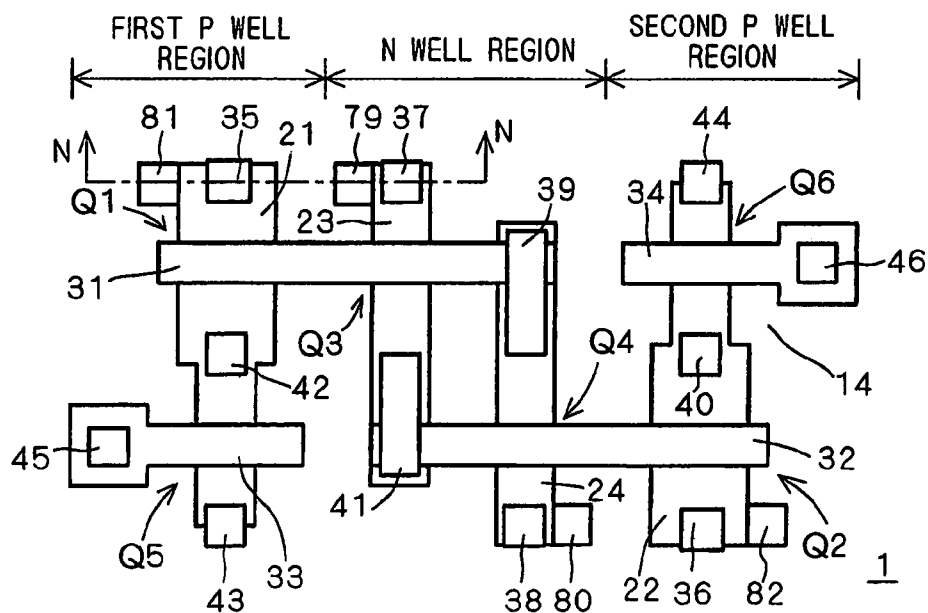 FIRST P WELL REGION
N WELL REGION
SECOND P WELL REGION
81 35 21 79 37 44
N N
Q1 23 39 34 Q6
31 46
Q3 Q4
42 40 14
45 41 24 32
Q5 Q2
43 33 38 80 22 36 82 1